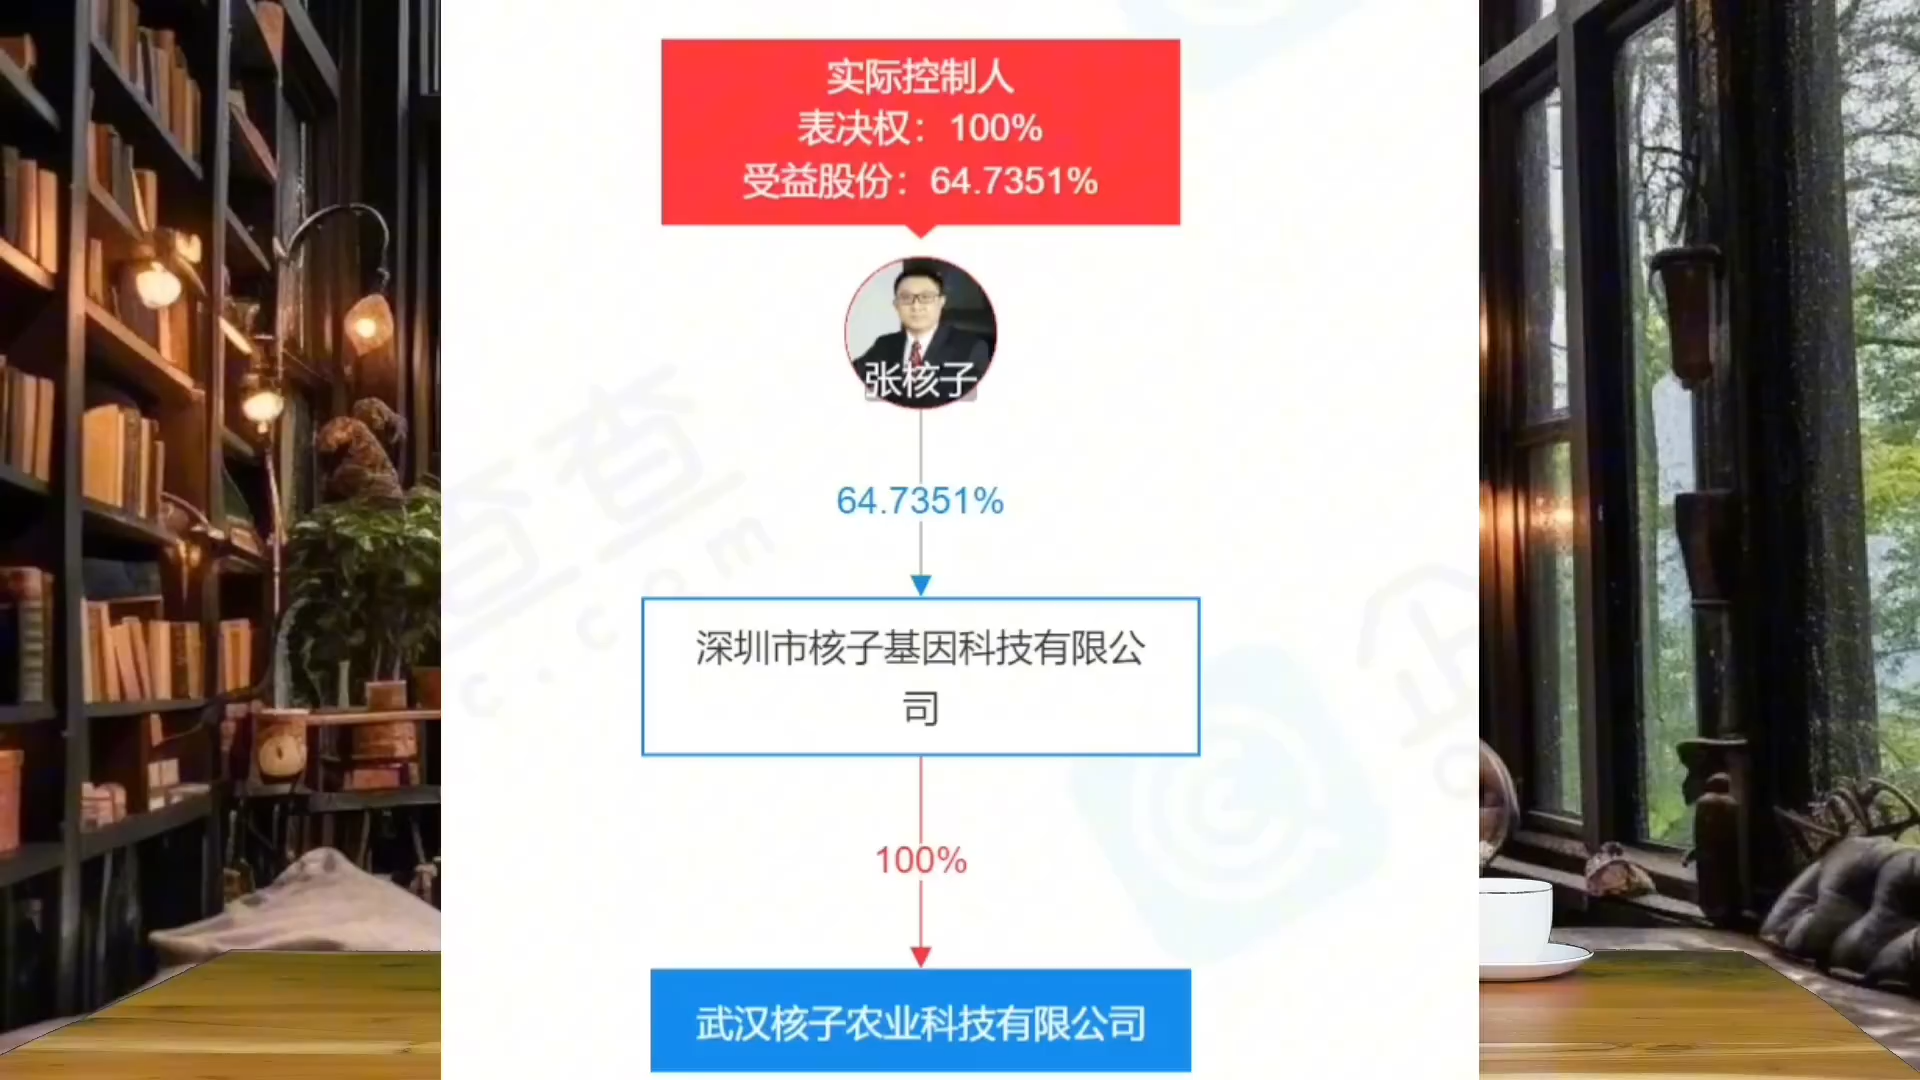 实际控制人
表决权：100%
受益股份：64.7351%
张核子
64.7351%
深圳市核子基因科技有限公
司
100%
武汉核子农业科技有限公司